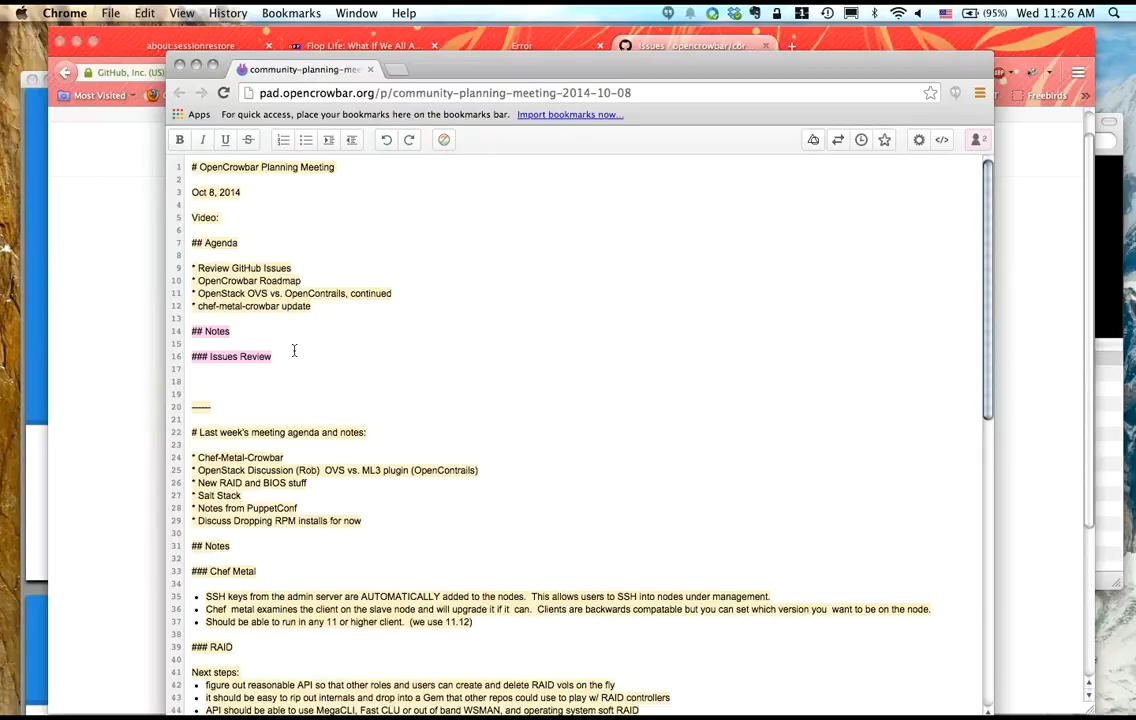 Chrome File Edit View History Bookmarks Window Help (95%) Wed 11:26 AM
about:sessionrestore Flop Life: What If We All A... Error Issues / opencrowbar/cor...
community-planning-mee
GitHub, Inc. (US)
pad.opencrowbar.org/p/community-planning-meeting-2014-10-08
Most Visited Freebirds
Apps For quick access, place your bookmarks here on the bookmarks bar. Import bookmarks now...
2
1 # OpenCrowbar Planning Meeting
2
3 Oct 8, 2014
4
5 Video:
6
7 ## Agenda
8
9 * Review GitHub Issues
10 * OpenCrowbar Roadmap
11 * OpenStack OVS vs. OpenContrails, continued
12 * chef-metal-crowbar update
13
14 ## Notes
15
16 ### Issues Review
17
18
19
20 ------
21
22 # Last week's meeting agenda and notes:
23
24 * Chef-Metal-Crowbar
25 * OpenStack Discussion (Rob)  OVS vs. ML3 plugin (OpenContrails)
26 * New RAID and BIOS stuff
27 * Salt Stack
28 * Notes from PuppetConf
29 * Discuss Dropping RPM installs for now
30
31 ## Notes
32
33 ### Chef Metal
34
35 • SSH keys from the admin server are AUTOMATICALLY added to the nodes.  This allows users to SSH into nodes under management.
36 • Chef  metal examines the client on the slave node and will upgrade it if it  can.  Clients are backwards compatable but you can set which version you  want to be on the node.
37 • Should be able to run in any 11 or higher client.  (we use 11.12)
38
39 ### RAID
40
41 Next steps:
42 • figure out reasonable API so that other roles and users can create and delete RAID vols on the fly
43 • it should be easy to rip out internals and drop into a Gem that other repos could use to play w/ RAID controllers
44 • API should be able to use MegaCLI, Fast CLU or out of band WSMAN, and operating system soft RAID